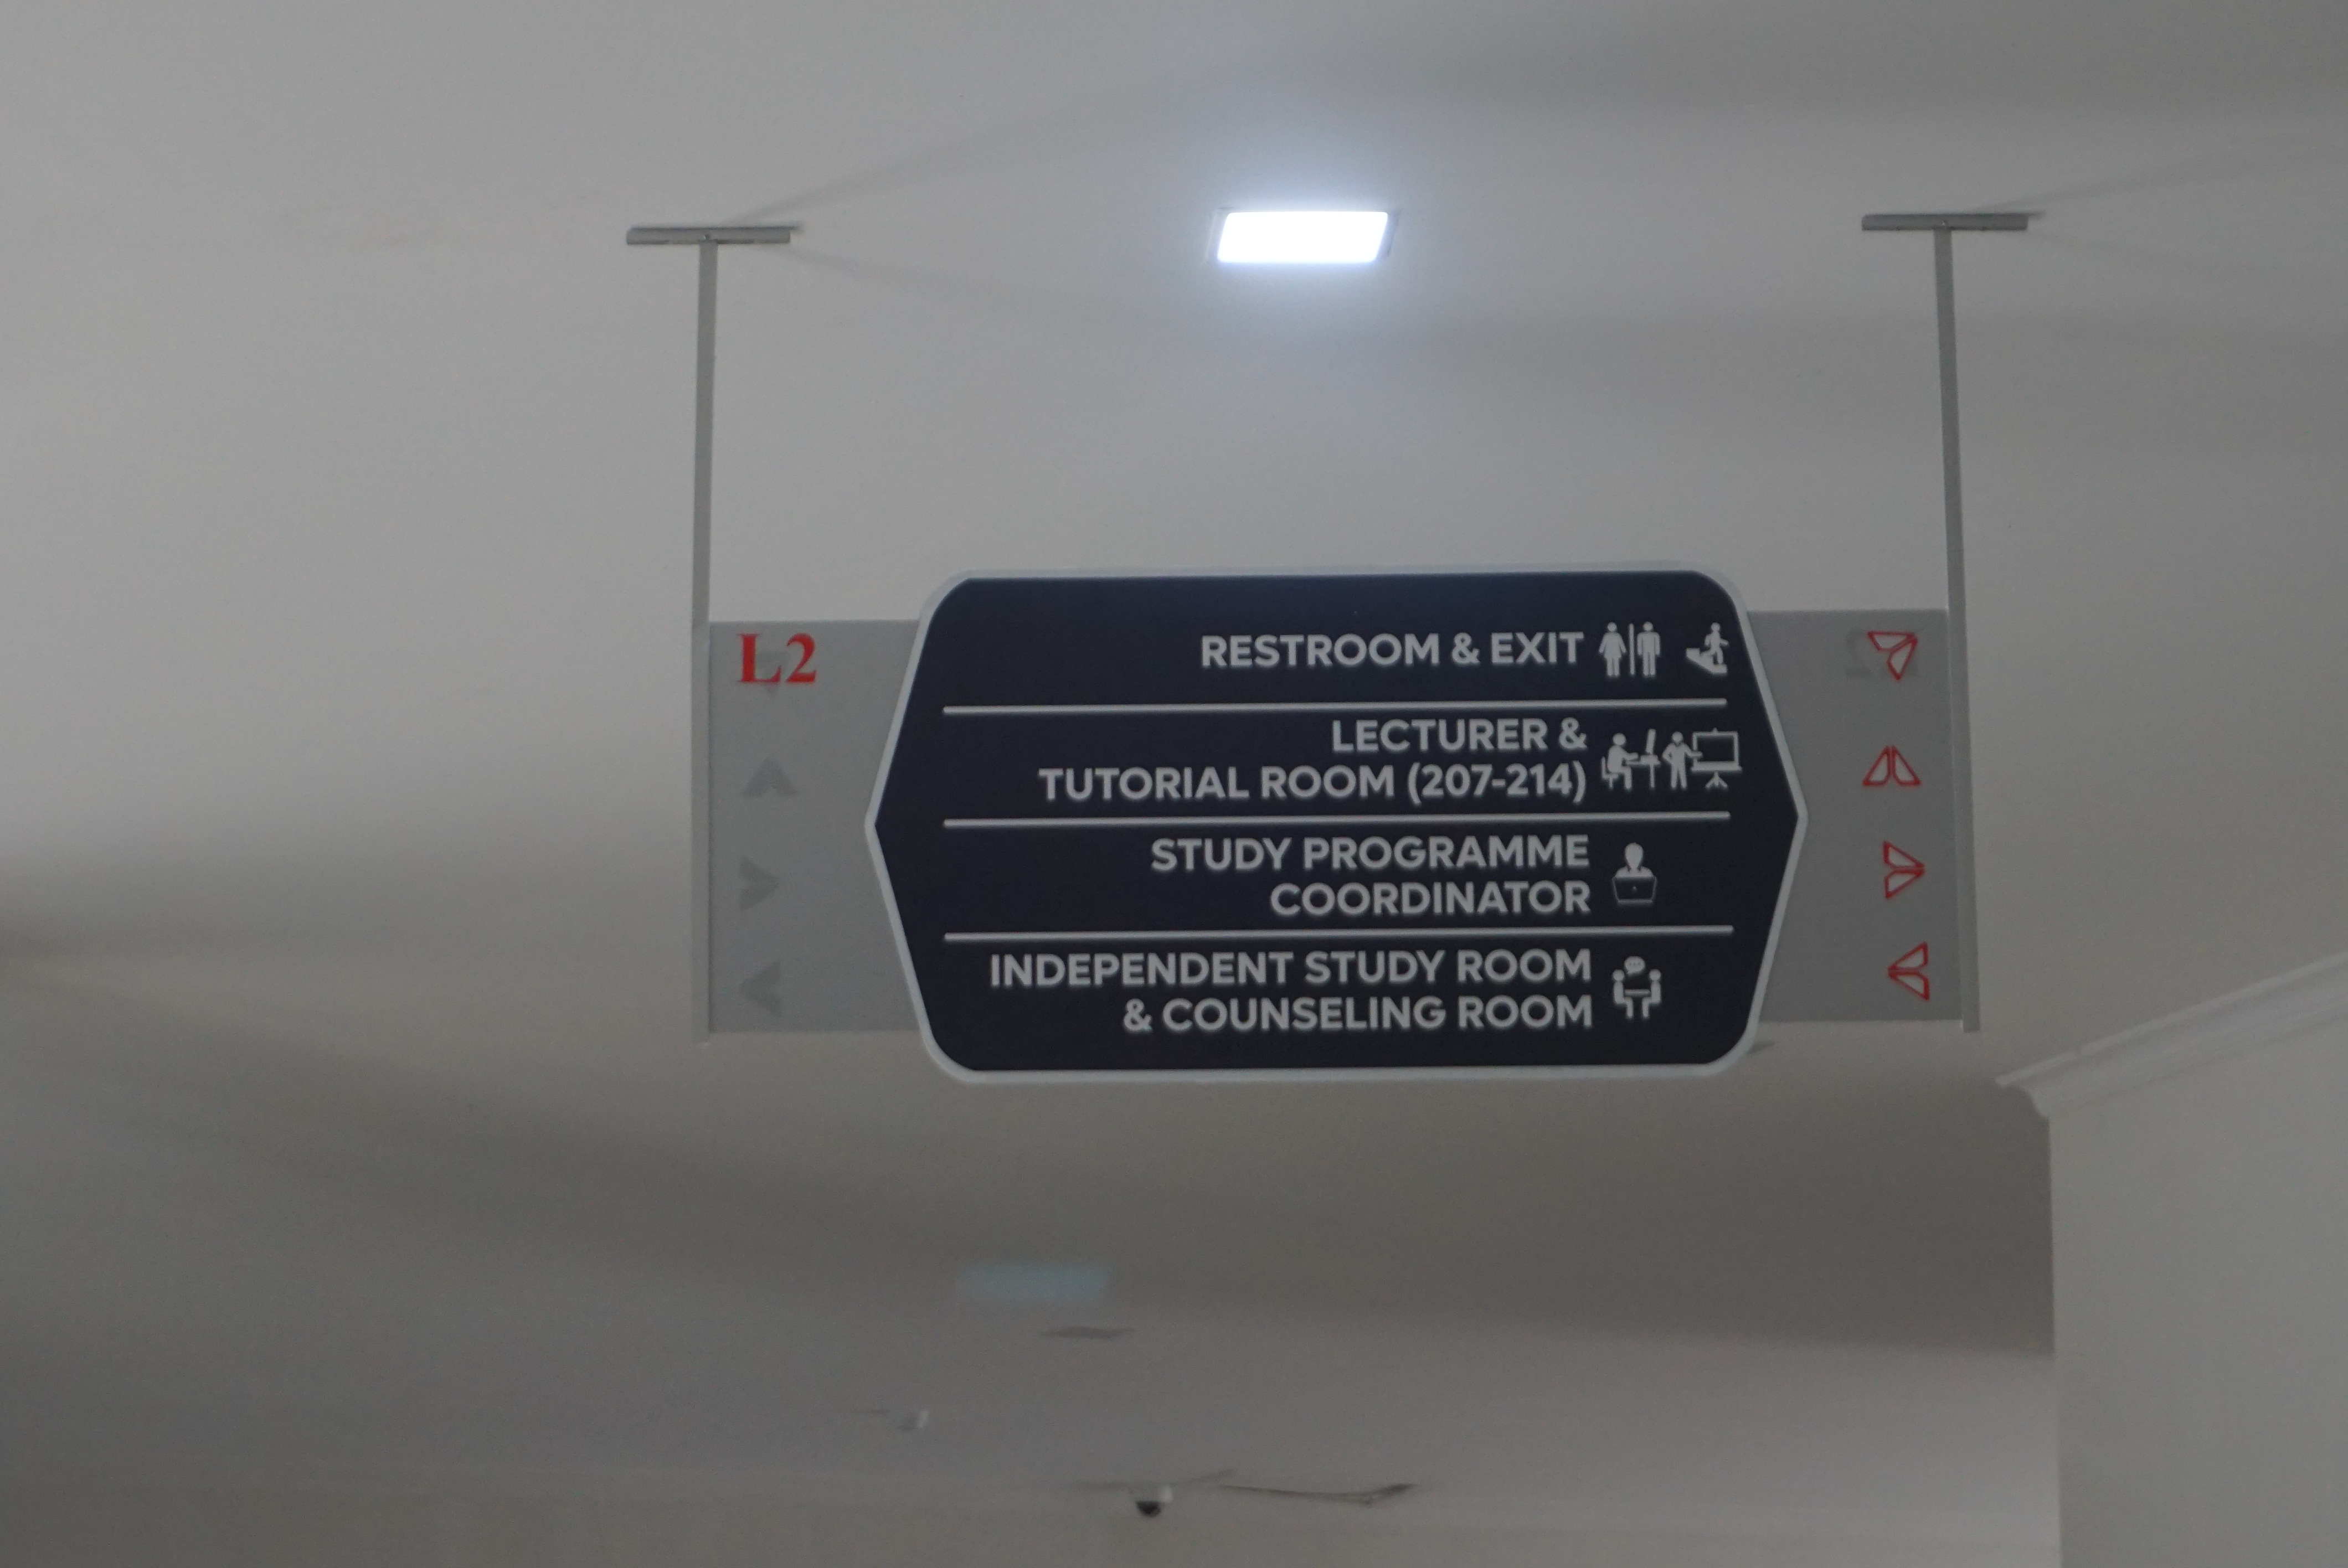 L2
RESTROOM & EXIT
LECTURER &
TUTORIAL ROOM (207-214)
STUDY PROGRAMME
COORDINATOR
INDEPENDENT STUDY ROOM
& COUNSELING ROOM